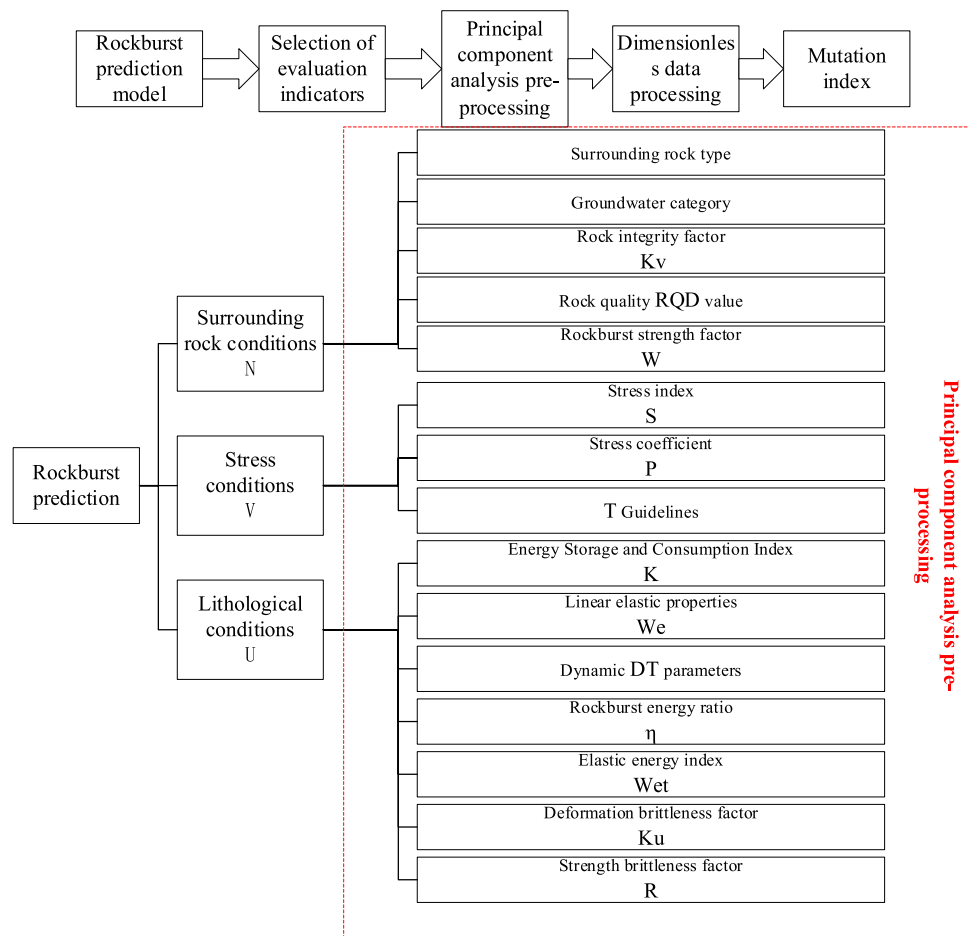 Rockburst
prediction
model
Selection of
evaluation
indicators
Principal
component
analysis pre-
processing
Dimensionles
s data
processing
Mutation
index
Surrounding rock type
Groundwater category
Rock integrity factor
Kv
Rock quality RQD value
Rockburst strength factor
W
Stress index
S
Stress coefficient
P
T Guidelines
Energy Storage and Consumption Index
K
Linear elastic properties
We
Dynamic DT parameters
Rockburst energy ratio
η
Elastic energy index
Wet
Deformation brittleness factor
Ku
Strength brittleness factor
R
Surrounding
rock conditions
N
Stress
conditions
V
Lithological
conditions
U
Rockburst
prediction
Principal component analysis pre-
processing